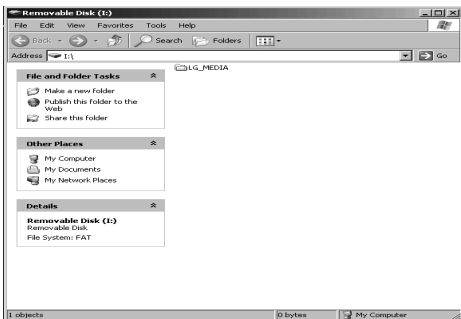 Removable Disk (I:)
File Edit View Favorites Tools Help
Back Search Folders
Address I:\ Go
File and Folder Tasks
Make a new folder
Publish this folder to the
Web
Share this folder
Other Places
My Computer
My Documents
My Network Places
Details
Removable Disk (I:)
Removable Disk
File System: FAT
LG_MEDIA
1 objects 0 bytes My Computer